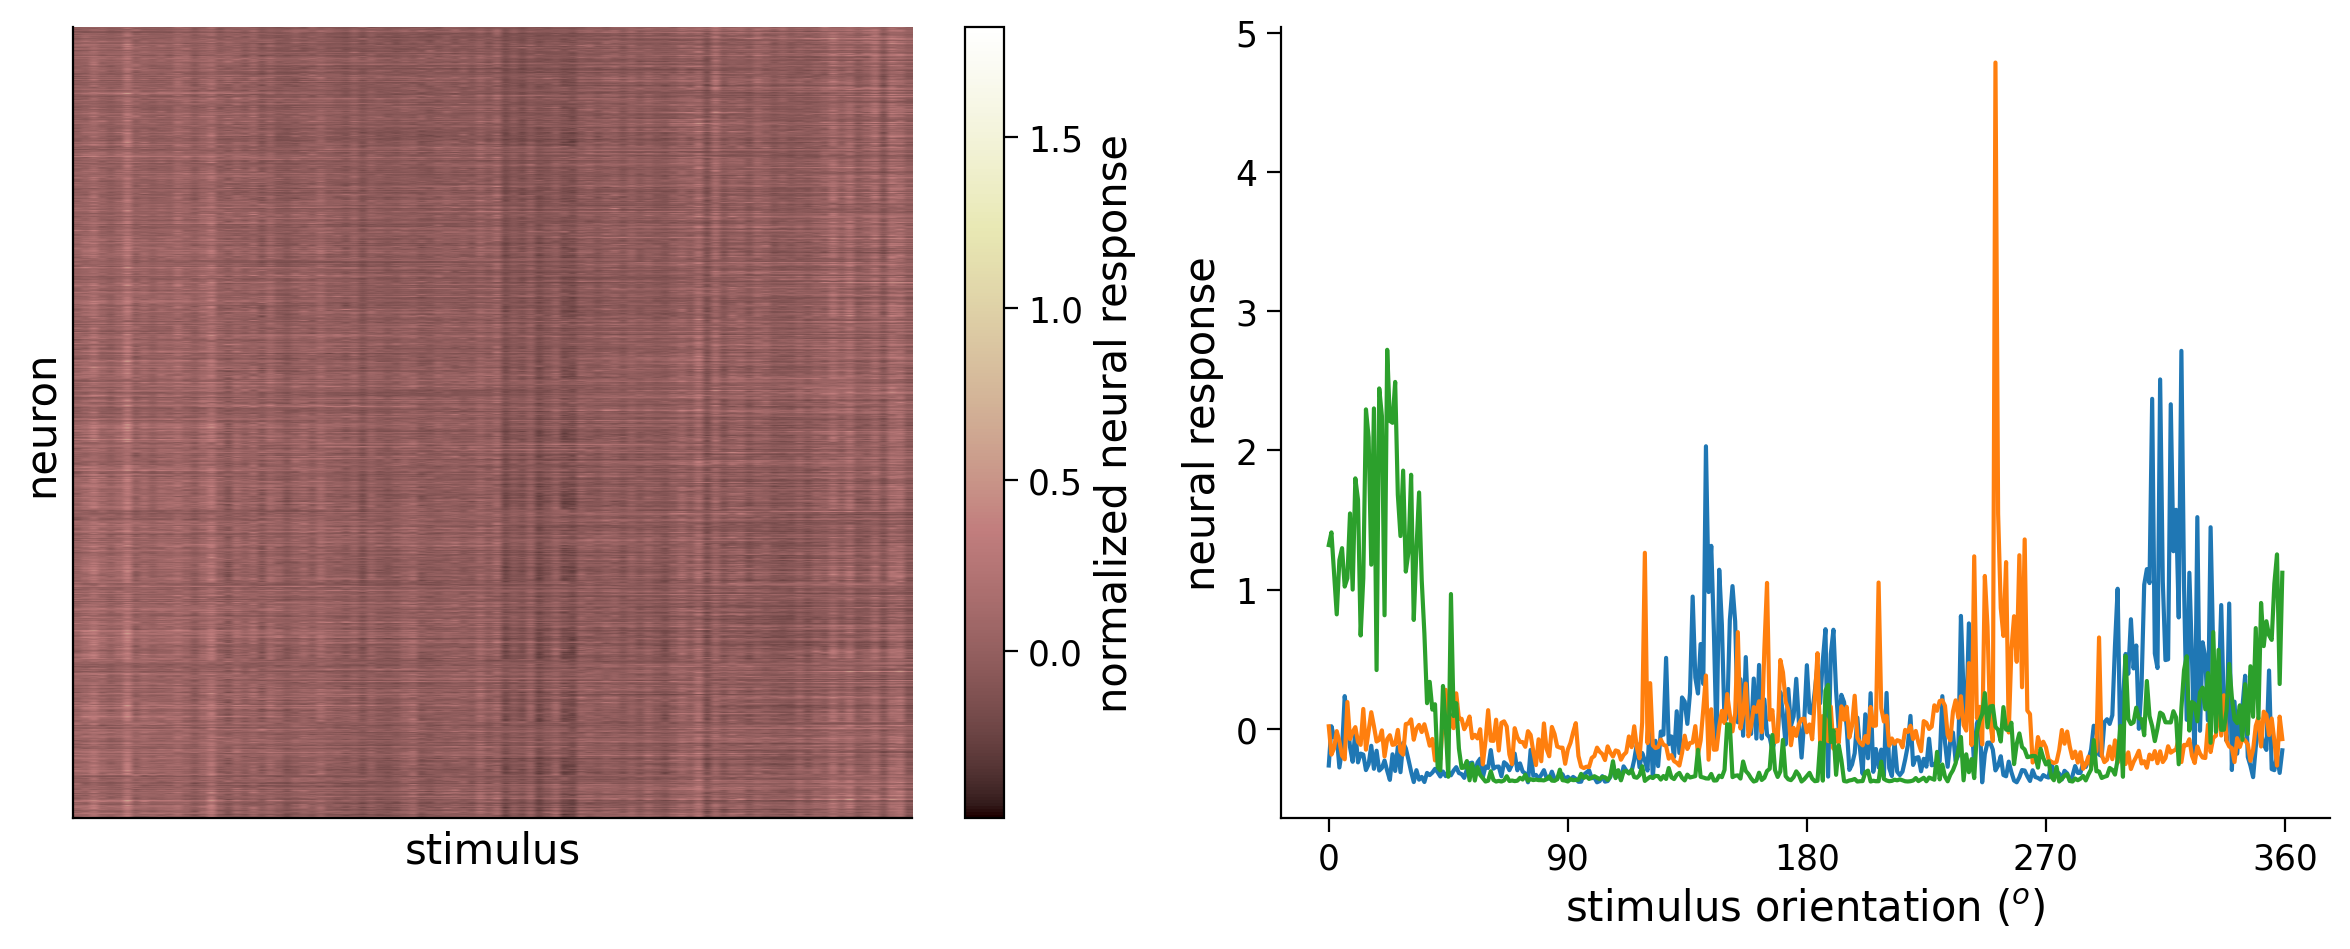 neuron
stimulus
1.5
1.0
0.5
0.0
normalized neural response
neural response
5
4
3
2
1
0
0 90 180 270 360
stimulus orientation (o)